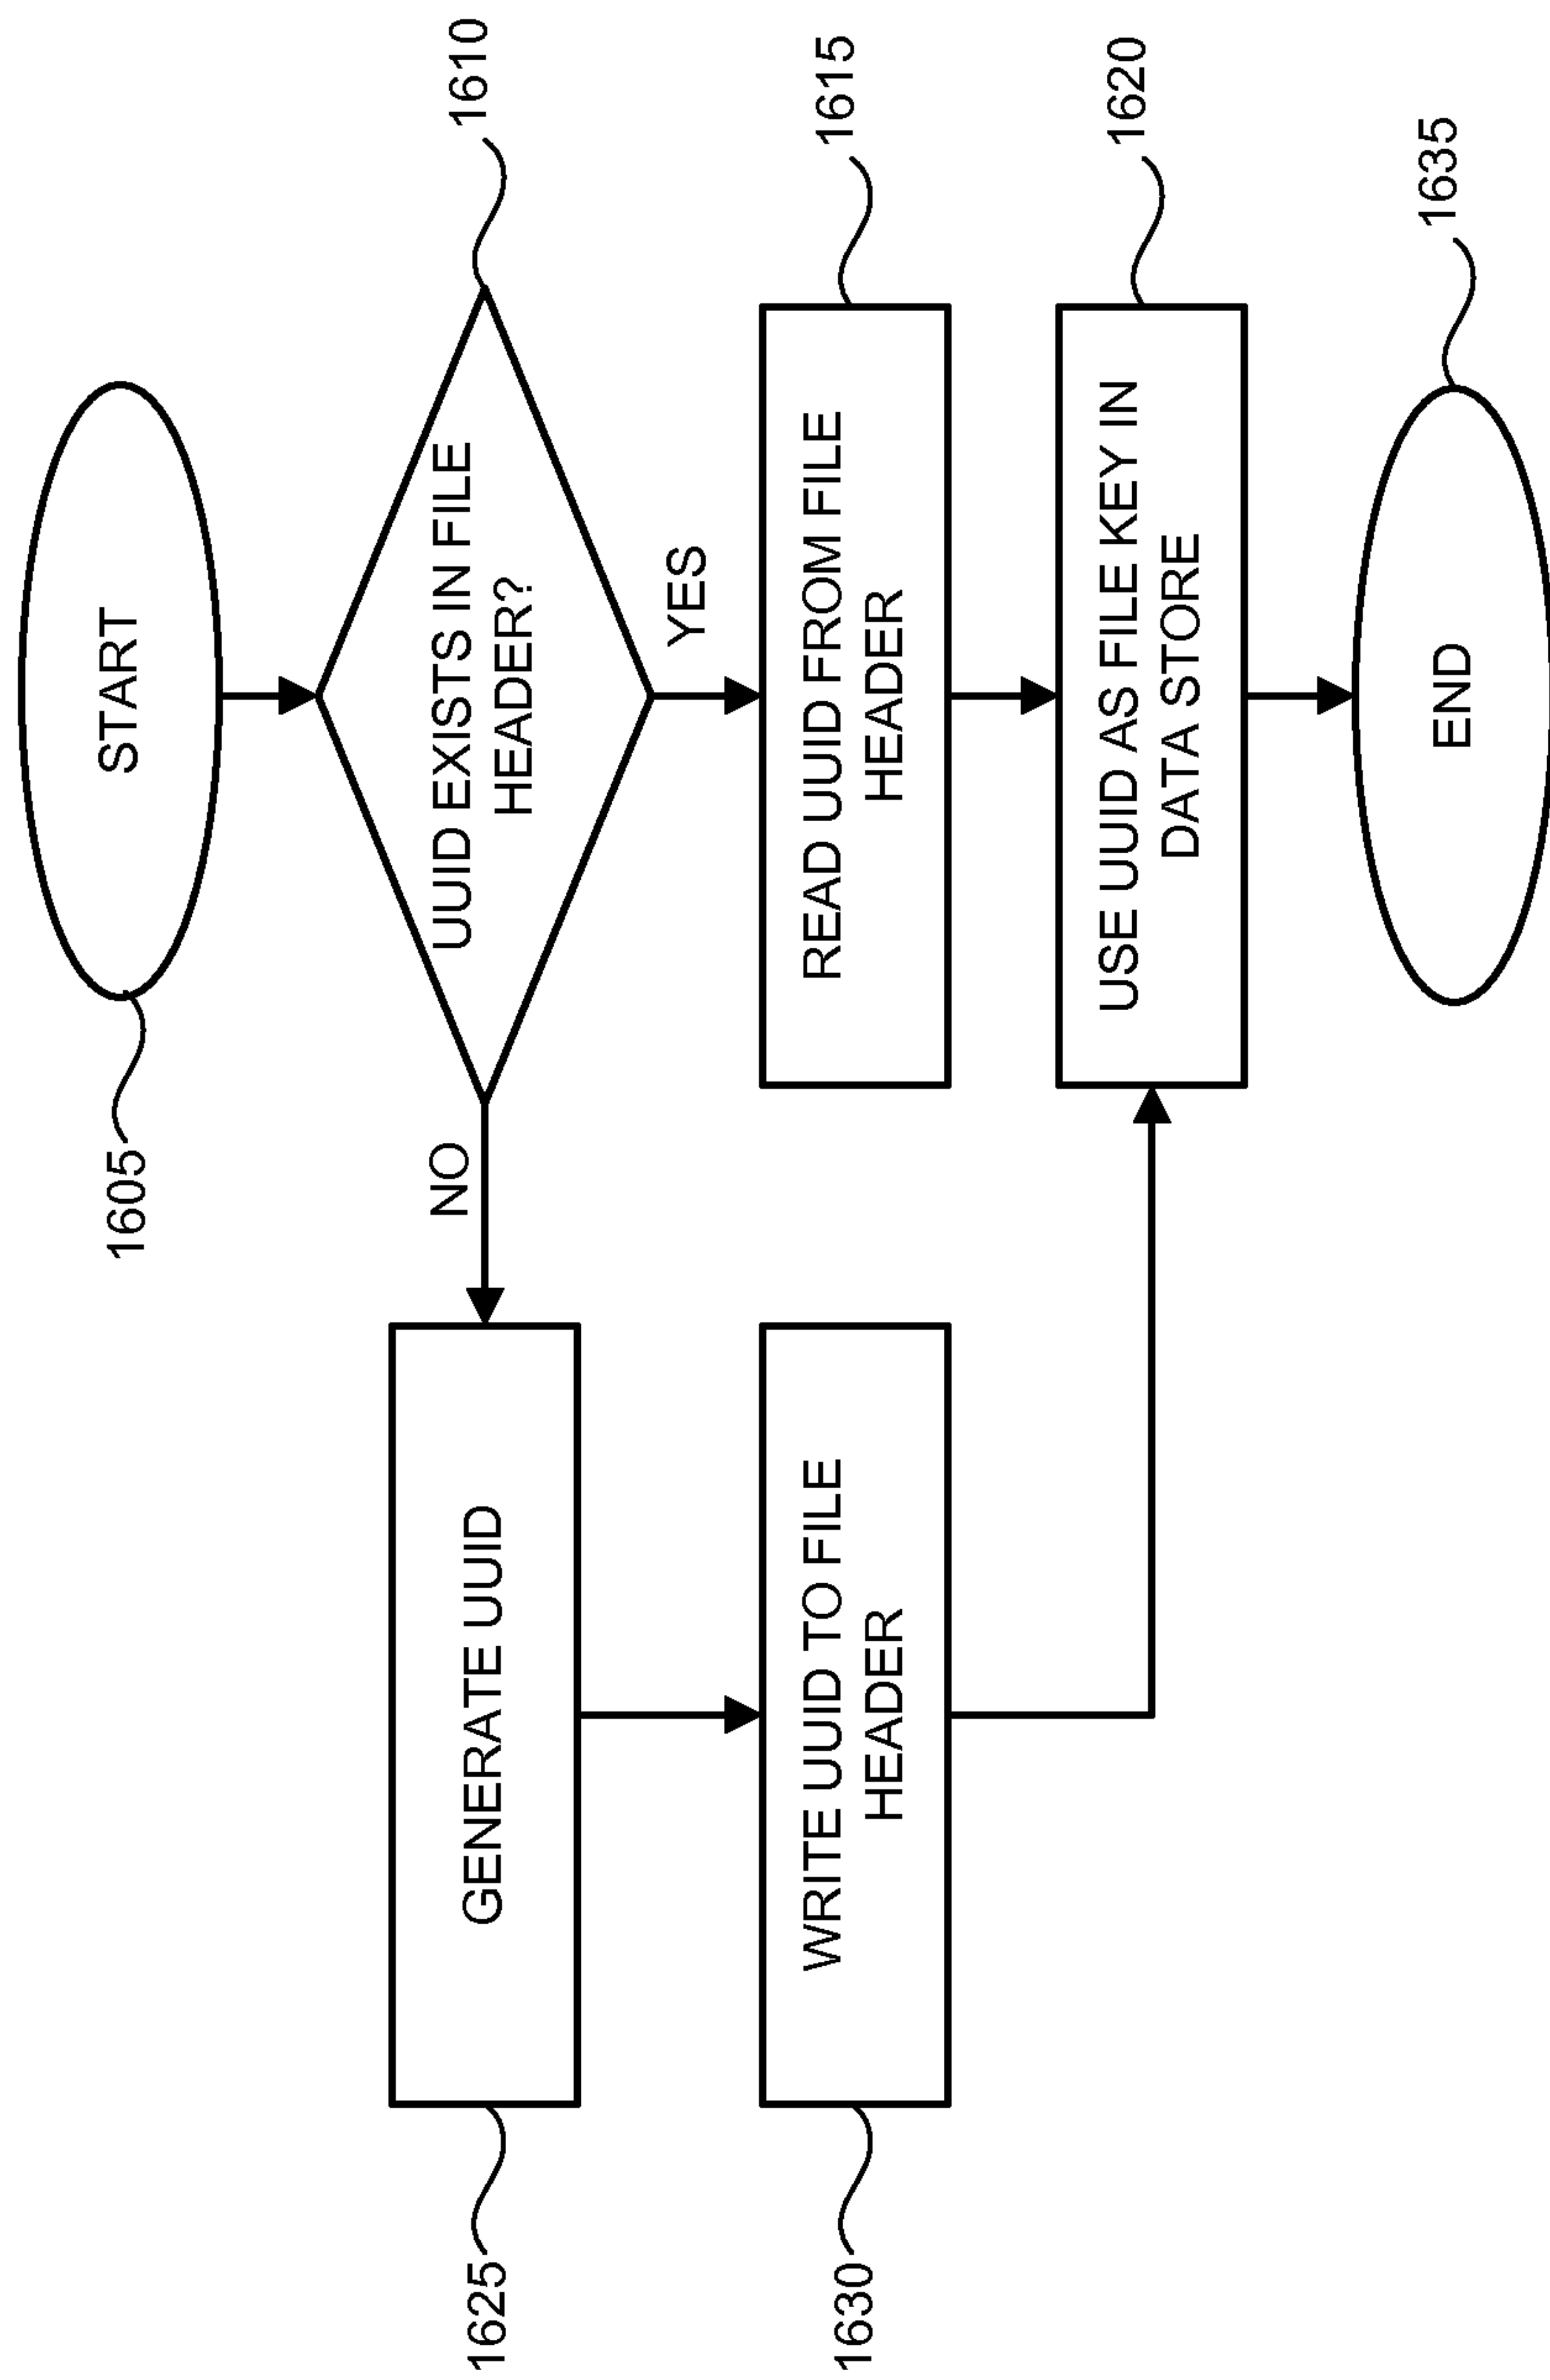 START
1605
UUID EXISTS IN FILE
HEADER?
1610
NO
YES
GENERATE UUID
1625
READ UUID FROM FILE
HEADER
1615
WRITE UUID TO FILE
HEADER
1630
USE UUID AS FILE KEY IN
DATA STORE
1620
END
1635